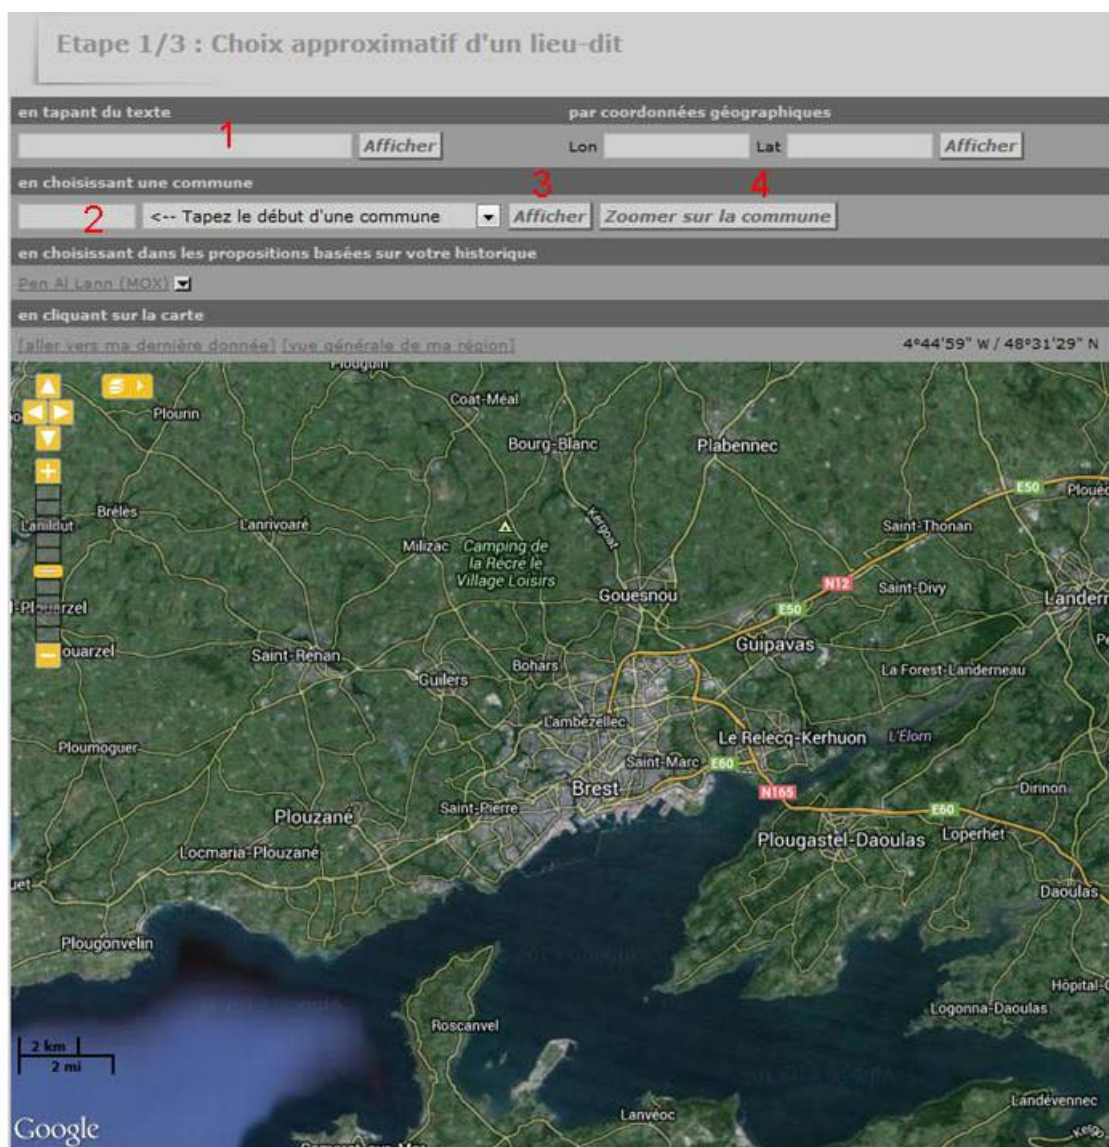 Etape 1/3 : Choix approximatif d'un lieu-dit
en tapant du texte par coordonnées géographiques
1 Afficher Lon Lat Afficher
en choisissant une commune
2 <-- Tapez le début d'une commune 3 Afficher 4 Zoomer sur la commune
en choisissant dans les propositions basées sur votre historique
Pen Al Lann (MOX)
en cliquant sur la carte
[aller vers ma dernière donnée] [vue générale de ma région] 4°44'59" W / 48°31'29" N
Plouguin
Coat-Méal
Plourin
Bourg-Blanc Plabennec
E50
Brélès Kergoat
Lanildut Lanrivoaré Saint-Thonan
Milizac Camping de
la Récré le
Village Loisirs
N12
Gouesnou Saint-Divy
E50
Saint-Renan Guipavas
Guilers Bohars La Forest-Landerneau
Lambézellec
Ploumoguer Le Relecq-Kerhuon L'Élorn
Saint-Marc E60
Brest N165 Dirinon
Plouzané Saint-Pierre E60
Plougastel-Daoulas Loperhet
Locmaria-Plouzané
Daoulas
Plougonvelin
Logonna-Daoulas
Roscanvel
2 km
2 mi
Lanvéoc Landévennec
Google